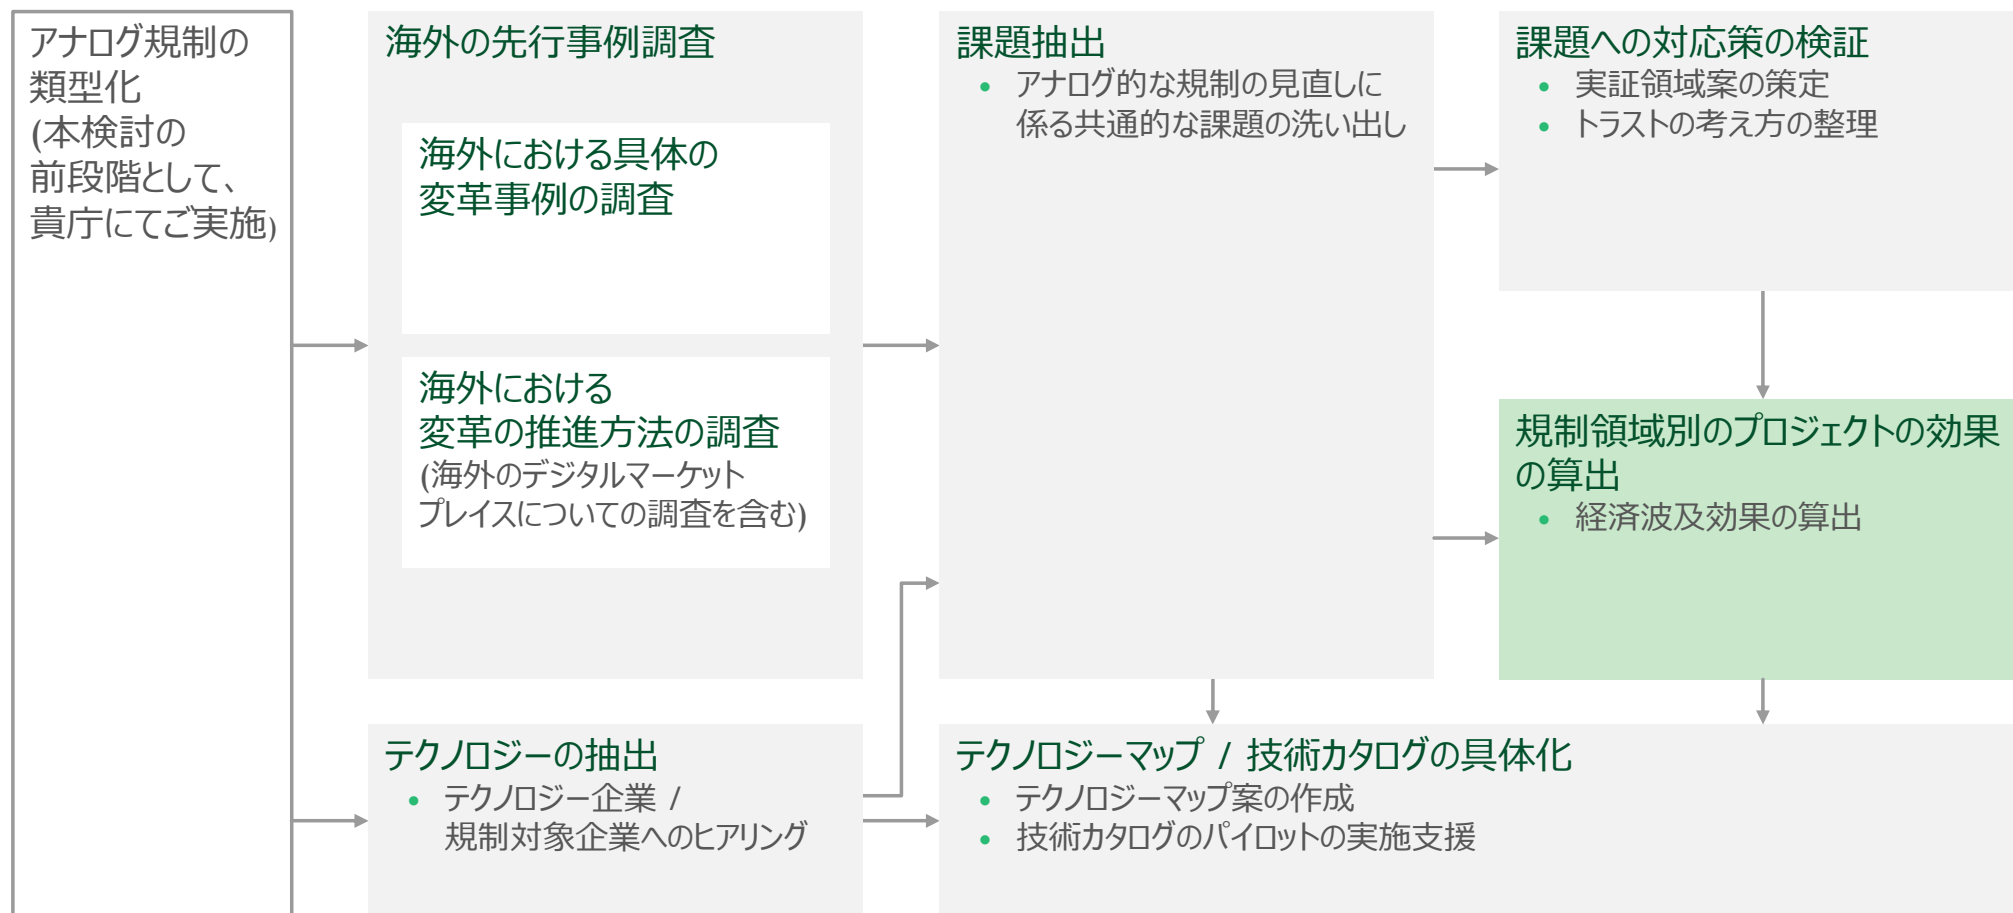 アナログ規制の
類型化
(本検討の
前段階として、
貴庁にてご実施)
海外の先行事例調査
海外における具体の
変革事例の調査
海外における
変革の推進方法の調査
(海外のデジタルマーケット
プレイスについての調査を含む)
テクノロジーの抽出
• テクノロジー企業 /
規制対象企業へのヒアリング
課題抽出
• アナログ的な規制の見直しに
係る共通的な課題の洗い出し
課題への対応策の検証
• 実証領域案の策定
• トラストの考え方の整理
規制領域別のプロジェクトの効果
の算出
• 経済波及効果の算出
テクノロジーマップ / 技術カタログの具体化
• テクノロジーマップ案の作成
• 技術カタログのパイロットの実施支援